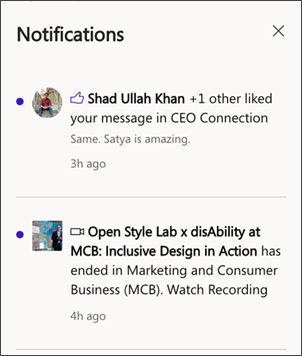 Notifications
Shad Ullah Khan +1 other liked
your message in CEO Connection
Same. Satya is amazing.
3h ago
Open Style Lab x disAbility at
MCB: Inclusive Design in Action has
ended in Marketing and Consumer
Business (MCB). Watch Recording
4h ago